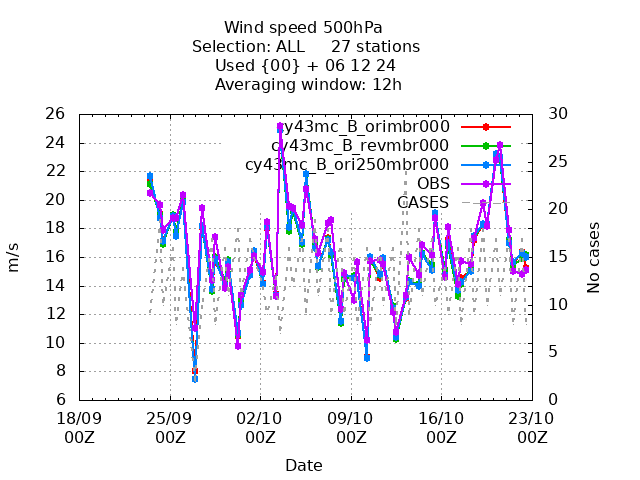 Wind speed 500hPa
Selection: ALL     27 stations
Used {00} + 06 12 24
Averaging window: 12h
26
24
22
20
18
16
14
12
10
8
6
m/s
30
25
20
15
10
5
0
No cases
cy43mc_B_orimbr000
cy43mc_B_revmbr000
cy43mc_B_ori250mbr000
OBS
CASES
18/09 25/09 02/10 09/10 16/10 23/10
00Z 00Z 00Z 00Z 00Z 00Z
Date